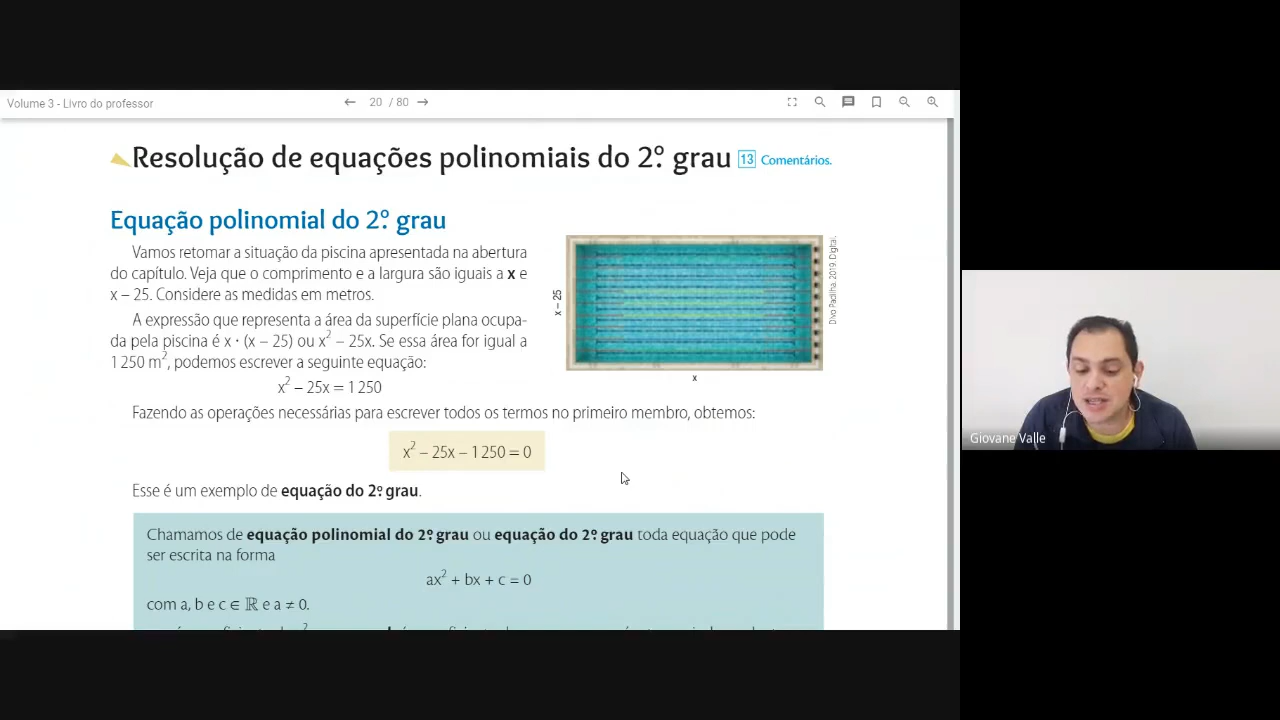 Volume 3 - Livro do professor
20 / 80
Resolução de equações polinomiais do 2º. grau 13 Comentários.
Equação polinomial do 2º. grau
Vamos retomar a situação da piscina apresentada na abertura
do capítulo. Veja que o comprimento e a largura são iguais a x e
x – 25. Considere as medidas em metros.
A expressão que representa a área da superfície plana ocupa-
da pela piscina é x · (x – 25) ou x² – 25x. Se essa área for igual a
1 250 m², podemos escrever a seguinte equação:
x² – 25x = 1 250
x – 25
x
Divo Padilha. 2019. Digital.
Fazendo as operações necessárias para escrever todos os termos no primeiro membro, obtemos:
x² – 25x – 1 250 = 0
Esse é um exemplo de equação do 2º. grau.
Chamamos de equação polinomial do 2º. grau ou equação do 2º. grau toda equação que pode
ser escrita na forma
ax² + bx + c = 0
com a, b e c ∈ ℝ e a ≠ 0.
Giovane Valle